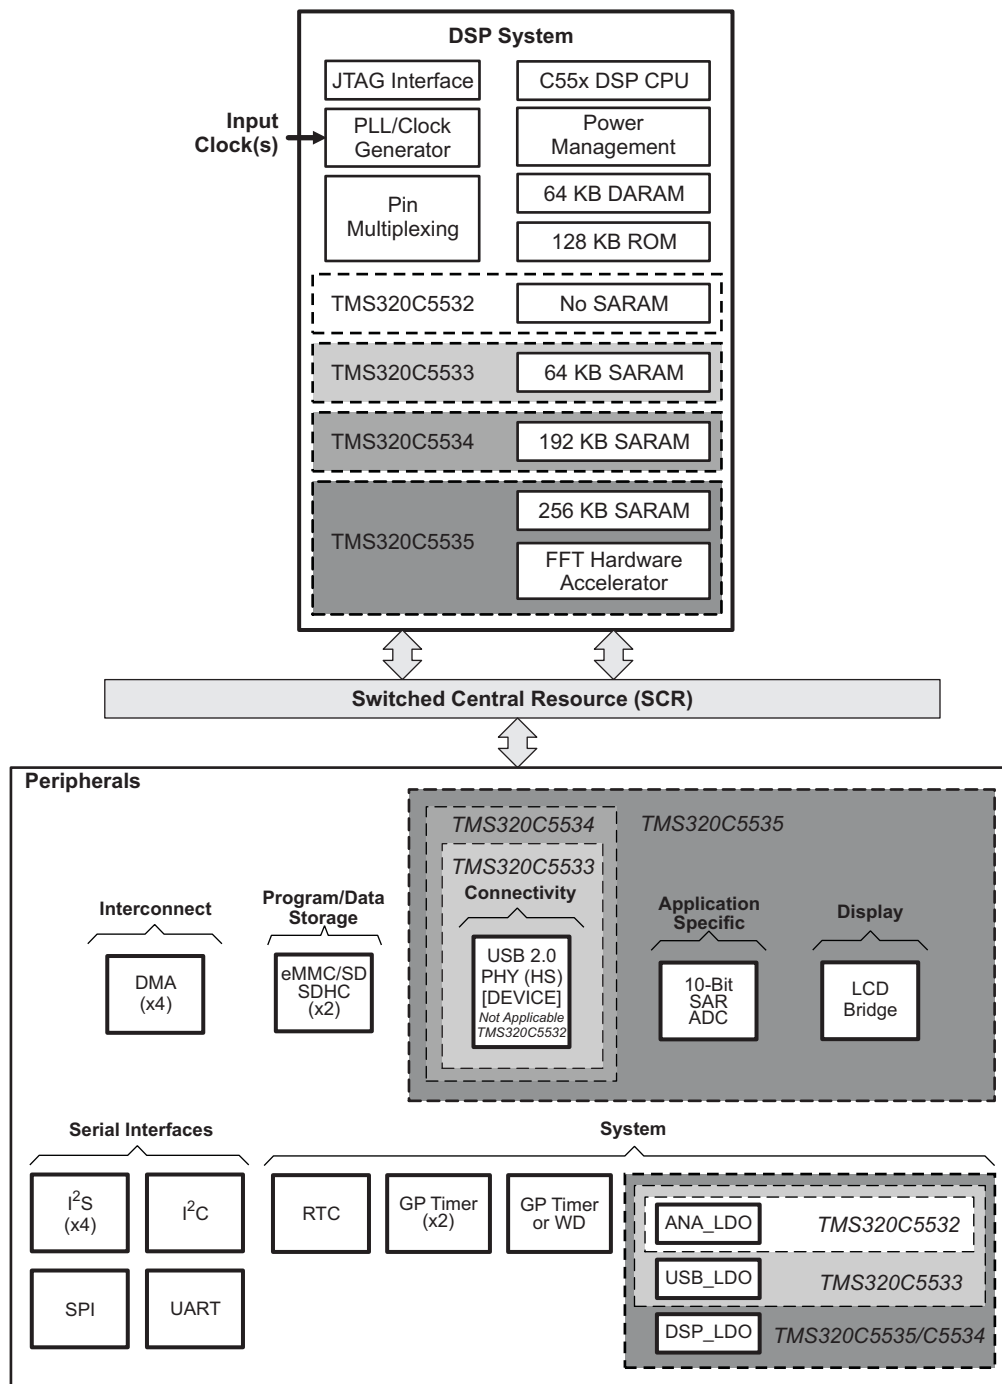 DSP System
JTAG Interface
C55x DSP CPU
Input
Clock(s)
PLL/Clock
Generator
Power
Management
Pin
Multiplexing
64 KB DARAM
128 KB ROM
TMS320C5532
No SARAM
TMS320C5533
64 KB SARAM
TMS320C5534
192 KB SARAM
TMS320C5535
256 KB SARAM
FFT Hardware
Accelerator
Switched Central Resource (SCR)
Peripherals
TMS320C5534
TMS320C5535
TMS320C5533
Interconnect
Program/Data
Storage
Connectivity
Application
Specific
Display
DMA
(x4)
eMMC/SD
SDHC
(x2)
USB 2.0
PHY (HS)
[DEVICE]
Not Applicable
TMS320C5532
10-Bit
SAR
ADC
LCD
Bridge
Serial Interfaces
System
I²S
(x4)
I²C
RTC
GP Timer
(x2)
GP Timer
or WD
ANA_LDO
TMS320C5532
USB_LDO
TMS320C5533
SPI
UART
DSP_LDO
TMS320C5535/C5534